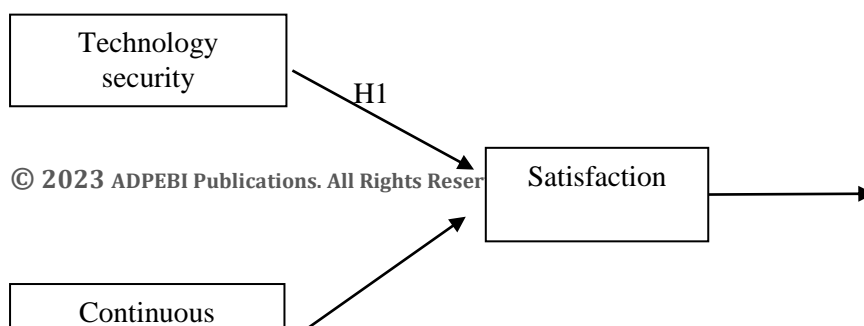 Technology
security
H1
© 2023 ADPEBI Publications. All Rights Reser
Satisfaction
Continuous